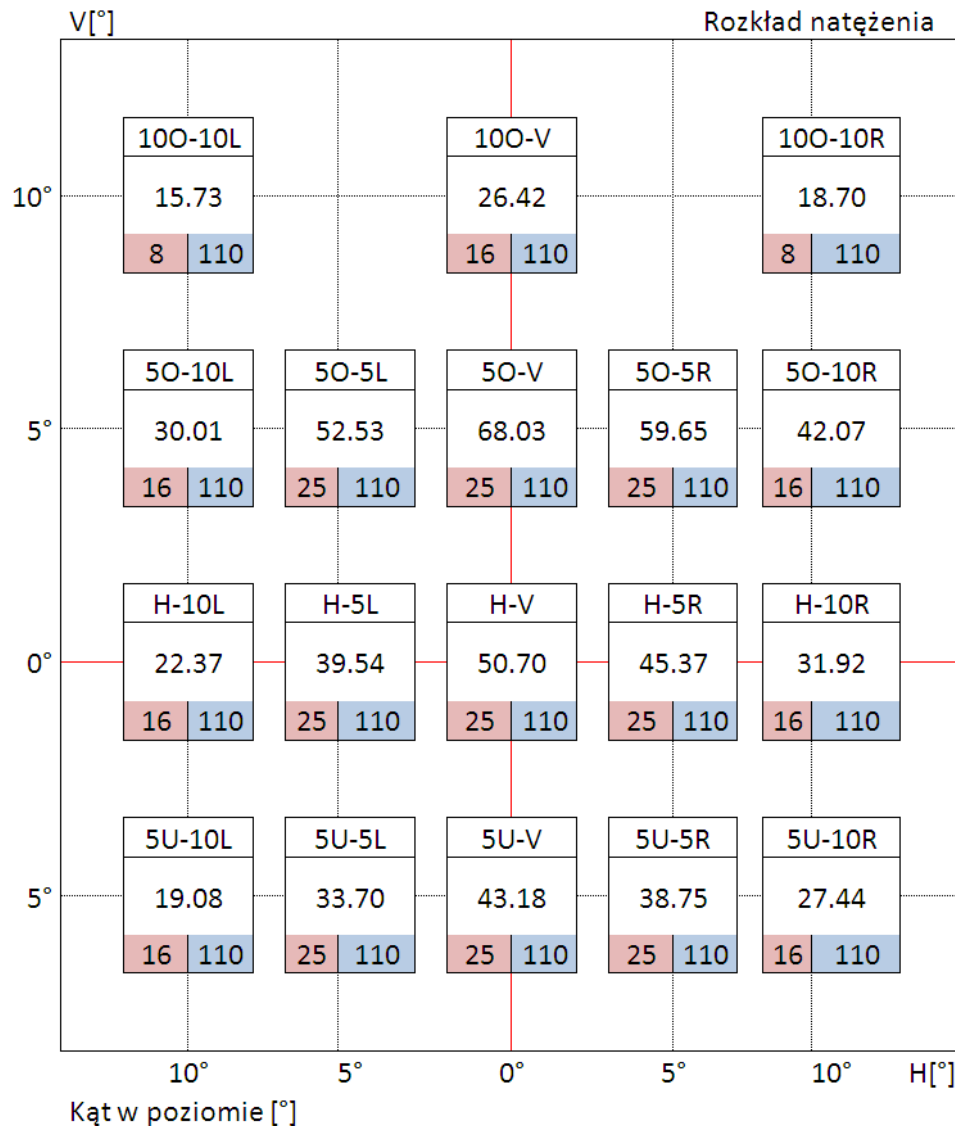 V[°] Rozkład natężenia
10O-10L 10O-V 10O-10R
10° 15.73 26.42 18.70
8 110 16 110 8 110
5O-10L 5O-5L 5O-V 5O-5R 5O-10R
5° 30.01 52.53 68.03 59.65 42.07
16 110 25 110 25 110 25 110 16 110
H-10L H-5L H-V H-5R H-10R
0° 22.37 39.54 50.70 45.37 31.92
16 110 25 110 25 110 25 110 16 110
5U-10L 5U-5L 5U-V 5U-5R 5U-10R
5° 19.08 33.70 43.18 38.75 27.44
16 110 25 110 25 110 25 110 16 110
10° 5° 0° 5° 10° H[°]
Kąt w poziomie [°]